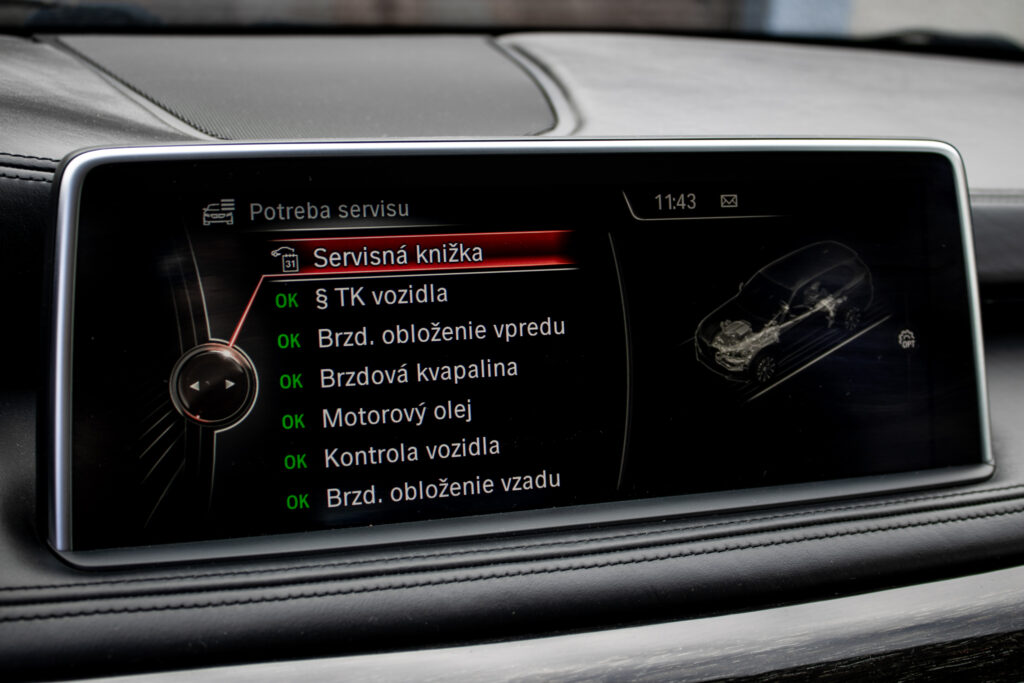 Potreba servisu
11:43
31 Servisná knižka
OK § TK vozidla
OK Brzd. obloženie vpredu
OK Brzdová kvapalina
OK Motorový olej
OK Kontrola vozidla
OK Brzd. obloženie vzadu
OPT